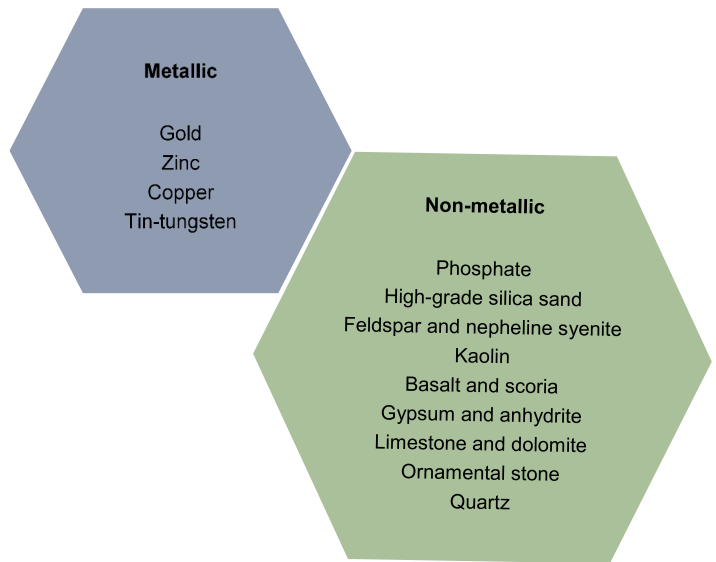 Metallic
Gold
Zinc
Copper
Tin-tungsten
Non-metallic
Phosphate
High-grade silica sand
Feldspar and nepheline syenite
Kaolin
Basalt and scoria
Gypsum and anhydrite
Limestone and dolomite
Ornamental stone
Quartz